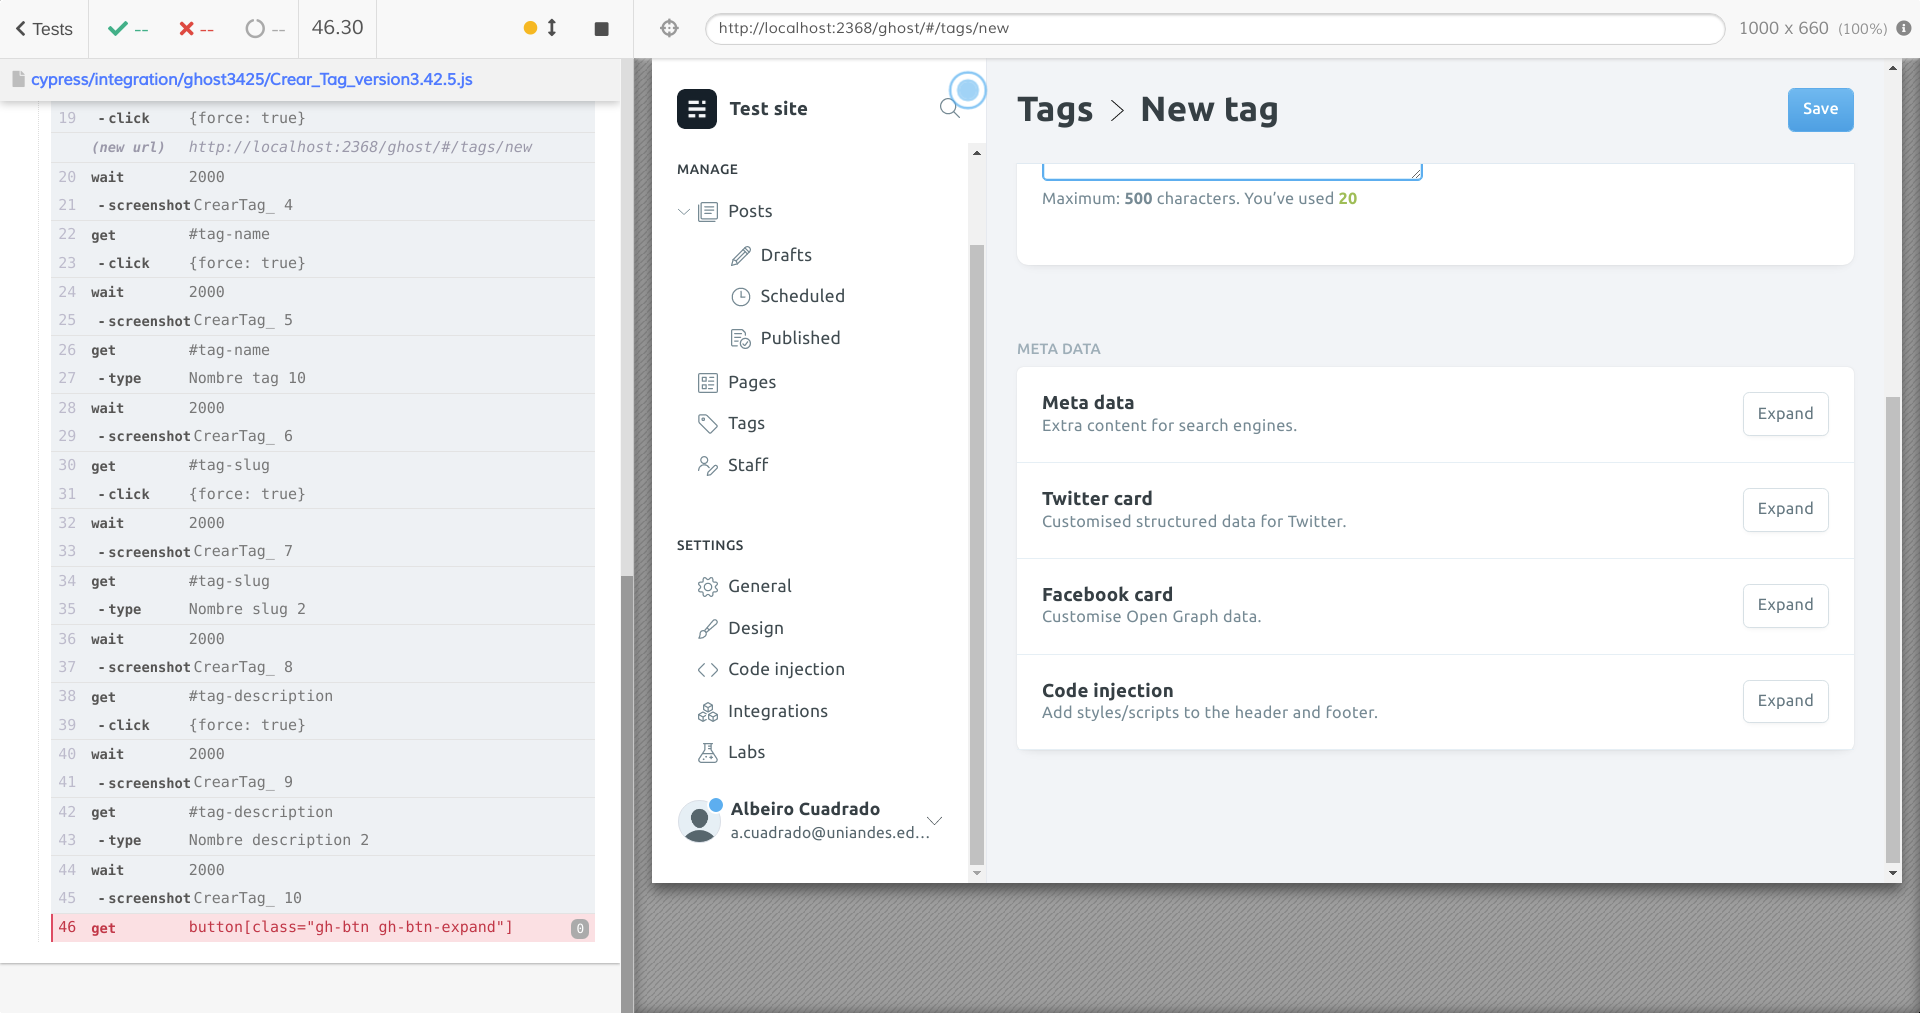 Tests
--
--
--
46.30
cypress/integration/ghost3425/Crear_Tag_version3.42.5.js
19 - click {force: true}
(new url) http://localhost:2368/ghost/#/tags/new
20 wait 2000
21 - screenshot CrearTag_ 4
22 get #tag-name
23 - click {force: true}
24 wait 2000
25 - screenshot CrearTag_ 5
26 get #tag-name
27 - type Nombre tag 10
28 wait 2000
29 - screenshot CrearTag_ 6
30 get #tag-slug
31 - click {force: true}
32 wait 2000
33 - screenshot CrearTag_ 7
34 get #tag-slug
35 - type Nombre slug 2
36 wait 2000
37 - screenshot CrearTag_ 8
38 get #tag-description
39 - click {force: true}
40 wait 2000
41 - screenshot CrearTag_ 9
42 get #tag-description
43 - type Nombre description 2
44 wait 2000
45 - screenshot CrearTag_ 10
46 get button[class="gh-btn gh-btn-expand"] 0
http://localhost:2368/ghost/#/tags/new
1000 x 660 (100%)
Test site
MANAGE
Posts
Drafts
Scheduled
Published
Pages
Tags
Staff
SETTINGS
General
Design
Code injection
Integrations
Labs
Albeiro Cuadrado
a.cuadrado@uniandes.ed...
Tags > New tag
Save
Maximum: 500 characters. You’ve used 20
META DATA
Meta data
Extra content for search engines.
Expand
Twitter card
Customised structured data for Twitter.
Expand
Facebook card
Customise Open Graph data.
Expand
Code injection
Add styles/scripts to the header and footer.
Expand